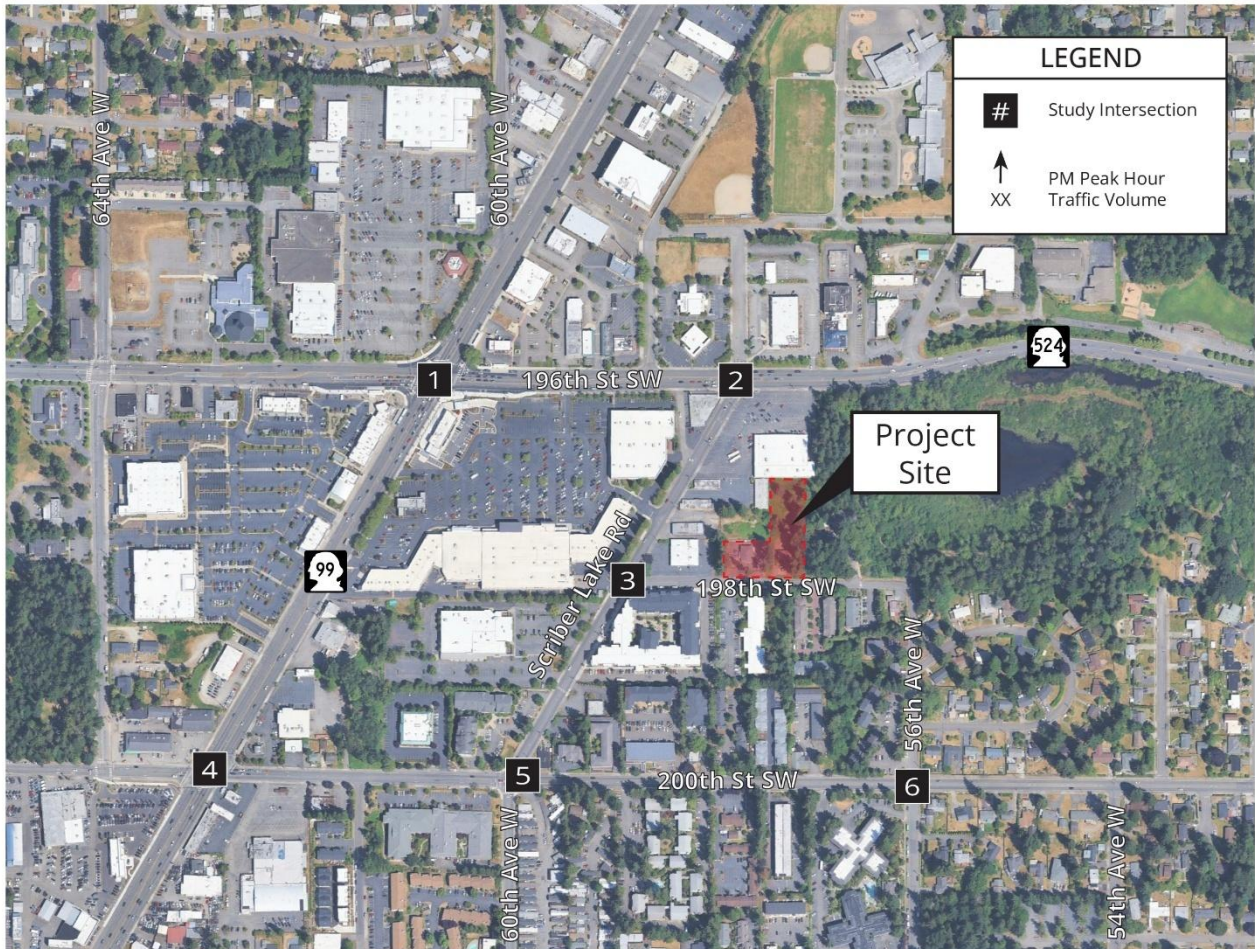 LEGEND
#
Study Intersection
XX
PM Peak Hour
Traffic Volume
64th Ave W
60th Ave W
524
1
196th St SW
2
Project
Site
99
Scriber Lake Rd
3
198th St SW
56th Ave W
4
5
200th St SW
6
60th Ave W
54th Ave W